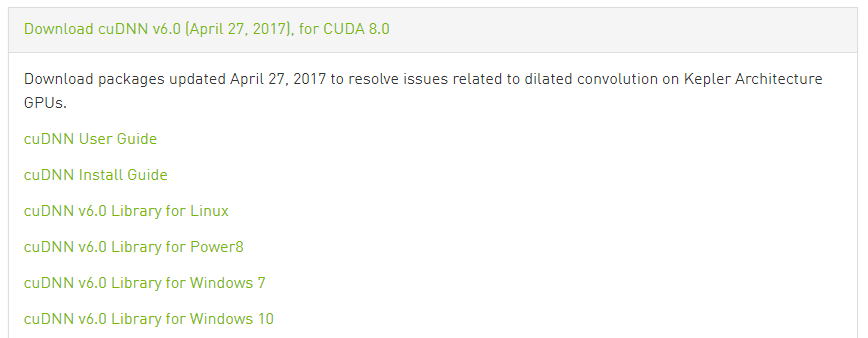 Download cuDNN v6.0 (April 27, 2017), for CUDA 8.0
Download packages updated April 27, 2017 to resolve issues related to dilated convolution on Kepler Architecture
GPUs.
cuDNN User Guide
cuDNN Install Guide
cuDNN v6.0 Library for Linux
cuDNN v6.0 Library for Power8
cuDNN v6.0 Library for Windows 7
cuDNN v6.0 Library for Windows 10